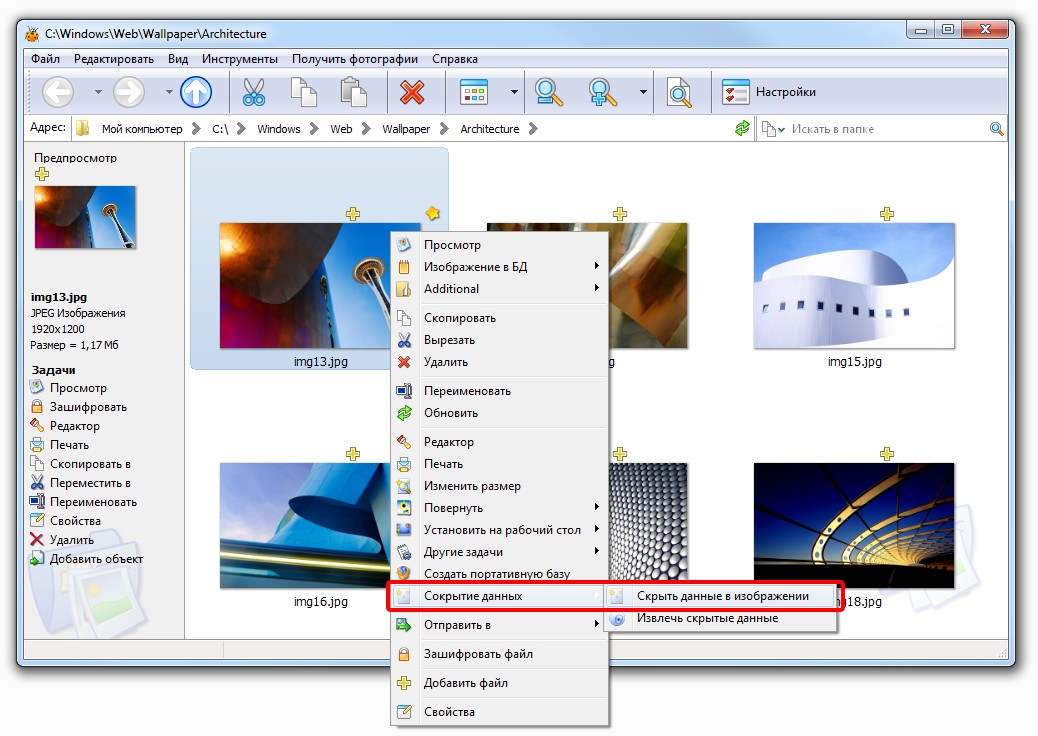 C:\Windows\Web\Wallpaper\Architecture
Файл Редактировать Вид Инструменты Получить фотографии Справка
Настройки
Адрес: Мой компьютер C:\ Windows Web Wallpaper Architecture Искать в папке
Предпросмотр
img13.jpg
JPEG Изображения
1920x1200
Размер = 1,17 Мб
Задачи
Просмотр
Зашифровать
Редактор
Печать
Скопировать в
Переместить в
Переименовать
Свойства
Удалить
Добавить объект
img13.jpg
img15.jpg
img16.jpg
18.jpg
Просмотр
Изображение в БД
Additional
Скопировать
Вырезать
Удалить
Переименовать
Обновить
Редактор
Печать
Изменить размер
Повернуть
Установить на рабочий стол
Другие задачи
Создать портативную базу
Сокрытие данных
Отправить в
Зашифровать файл
Добавить файл
Свойства
Скрыть данные в изображении
Извлечь скрытые данные